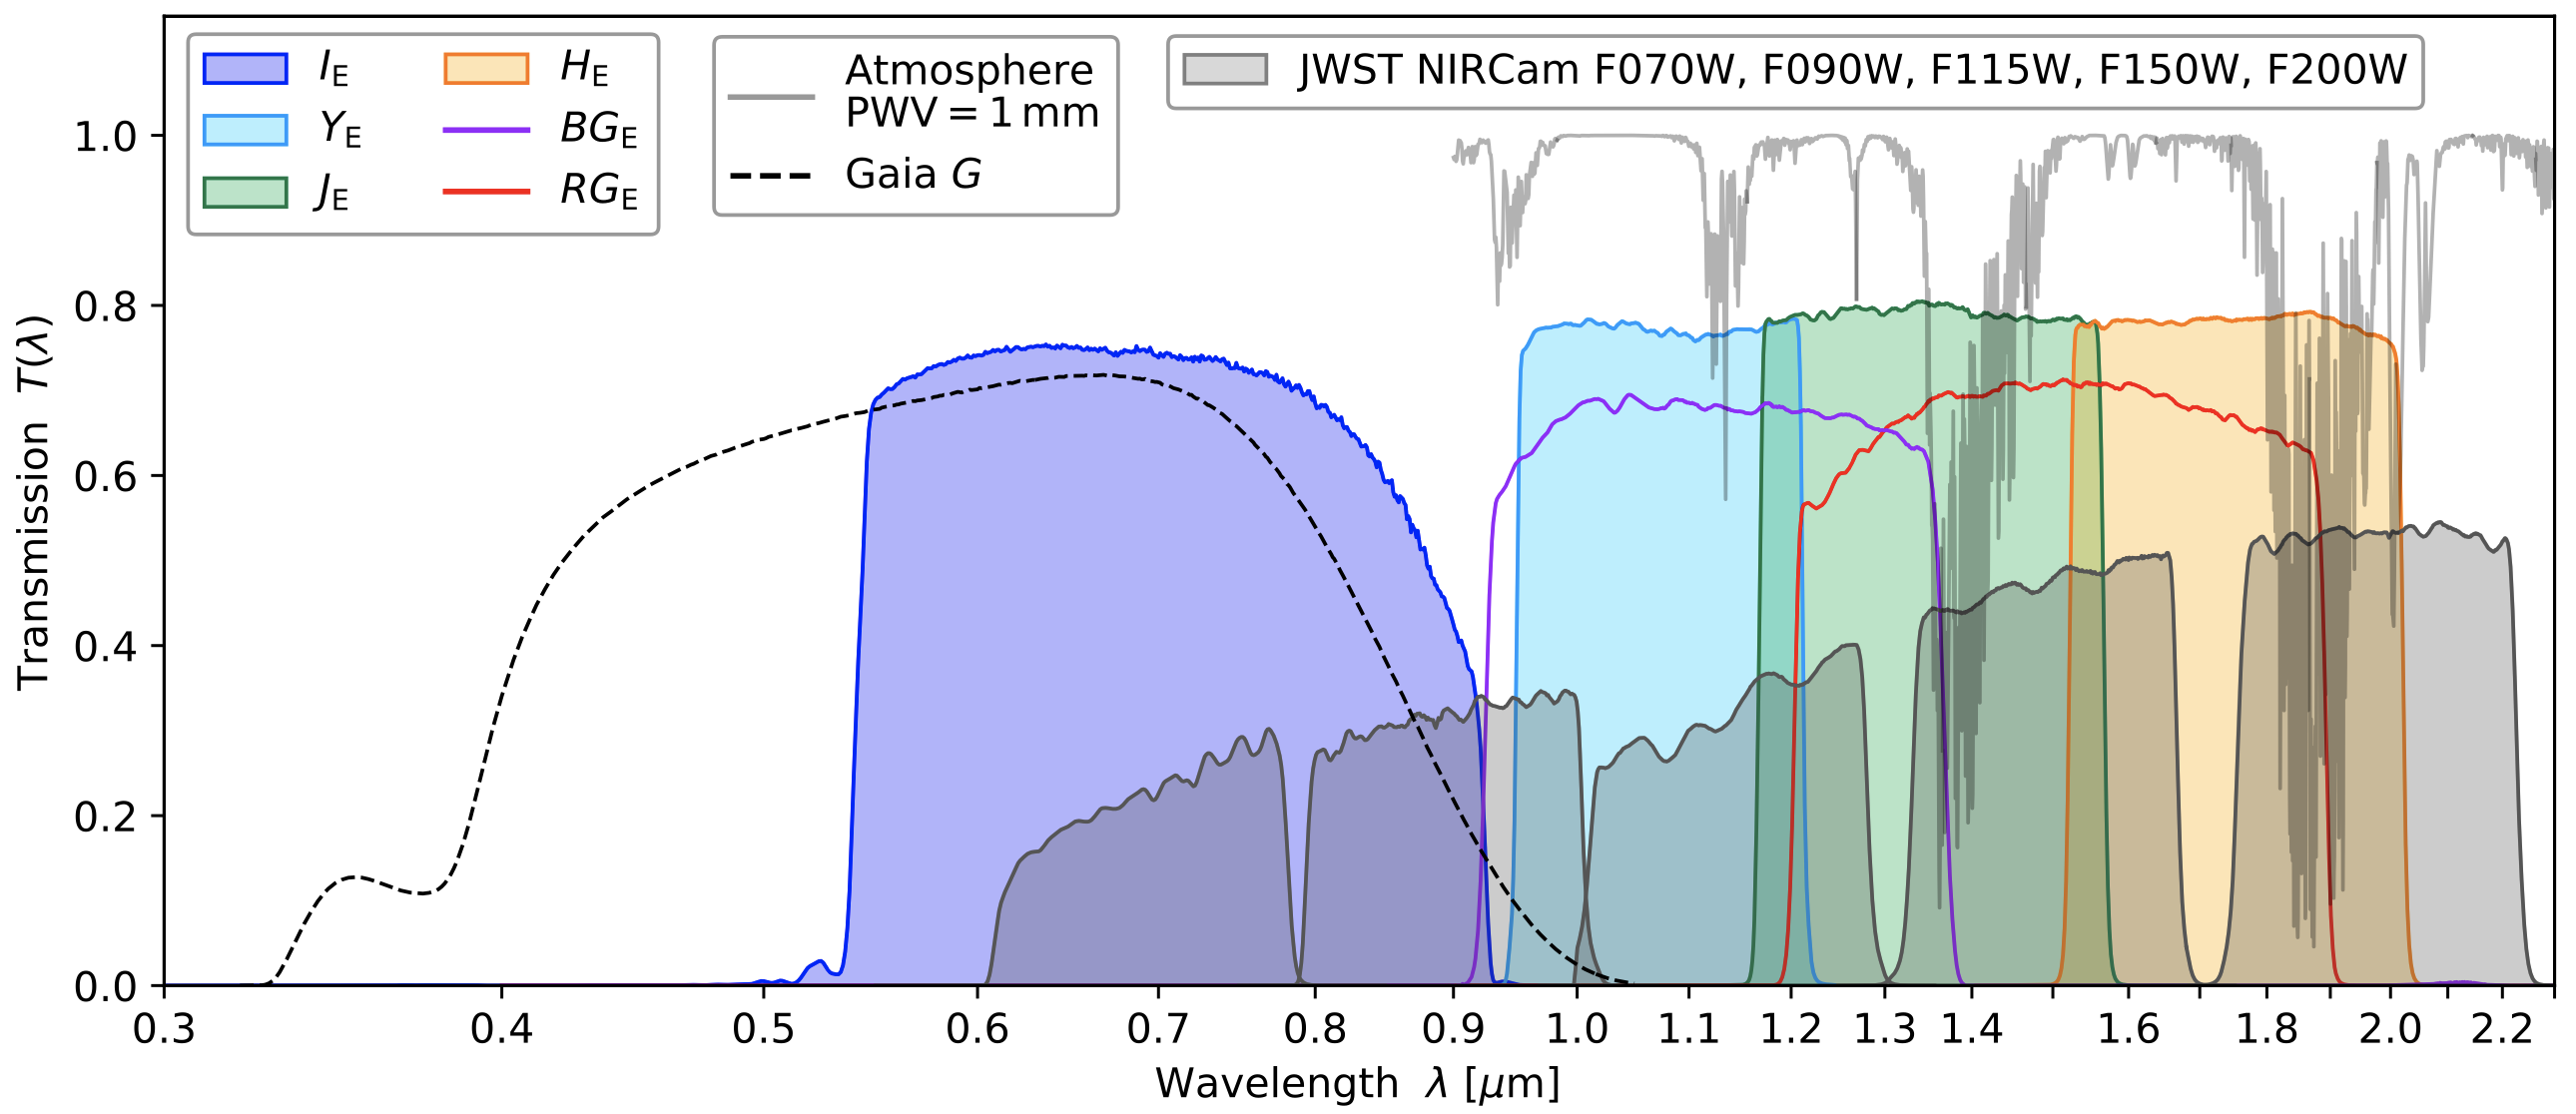 I_E
H_E
Y_E
BG_E
J_E
RG_E
Atmosphere
PWV = 1 mm
Gaia G
JWST NIRCam F070W, F090W, F115W, F150W, F200W
Transmission T(λ)
1.0
0.8
0.6
0.4
0.2
0.0
0.3 0.4 0.5 0.6 0.7 0.8 0.9 1.0 1.1 1.2 1.3 1.4 1.6 1.8 2.0 2.2
Wavelength λ [μm]